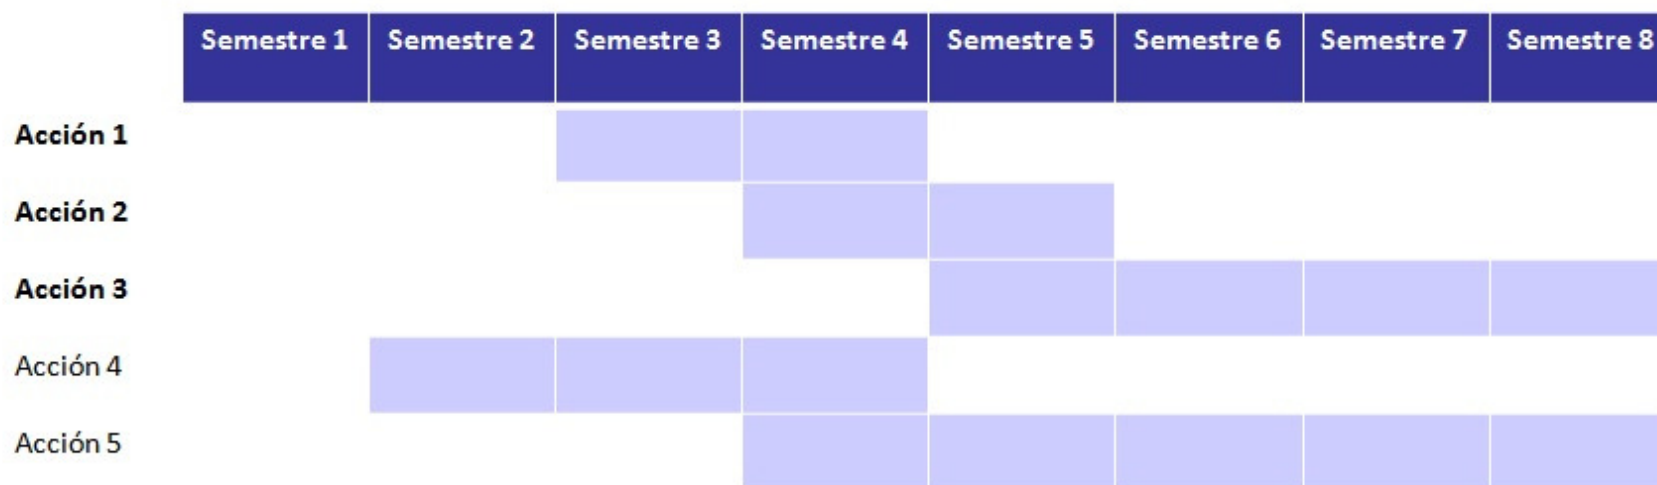 Semestre 1 Semestre 2 Semestre 3 Semestre 4 Semestre 5 Semestre 6 Semestre 7 Semestre 8
Acción 1
Acción 2
Acción 3
Acción 4
Acción 5